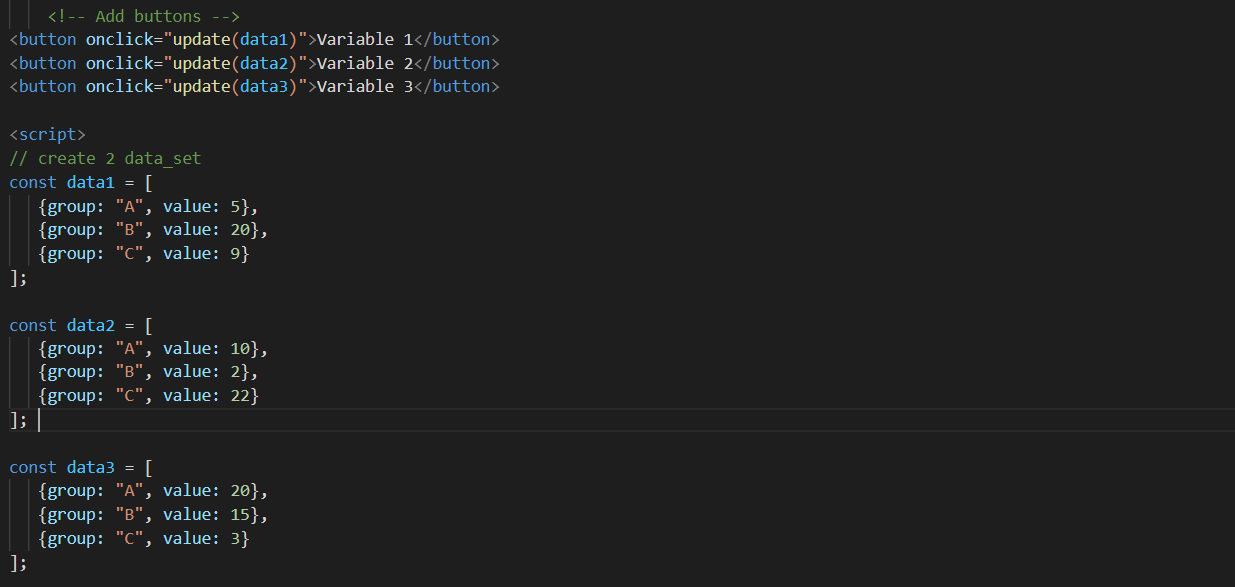 <!-- Add buttons -->
<button onclick="update(data1)">Variable 1</button>
<button onclick="update(data2)">Variable 2</button>
<button onclick="update(data3)">Variable 3</button>
<script>
// create 2 data_set
const data1 = [
{group: "A", value: 5},
{group: "B", value: 20},
{group: "C", value: 9}
];
const data2 = [
{group: "A", value: 10},
{group: "B", value: 2},
{group: "C", value: 22}
];
const data3 = [
{group: "A", value: 20},
{group: "B", value: 15},
{group: "C", value: 3}
];